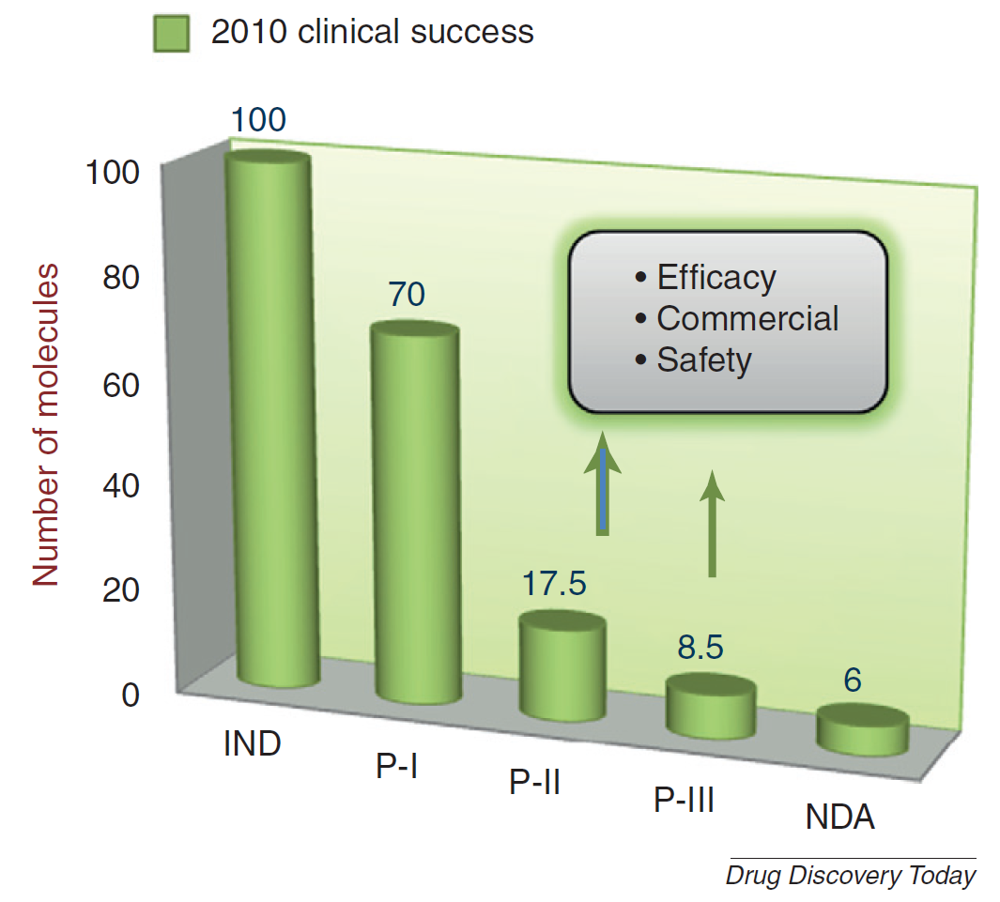 2010 clinical success
100
100
80
60
40
20
0
Number of molecules
70
17.5
8.5
6
• Efficacy
• Commercial
• Safety
IND
P-I
P-II
P-III
NDA
Drug Discovery Today